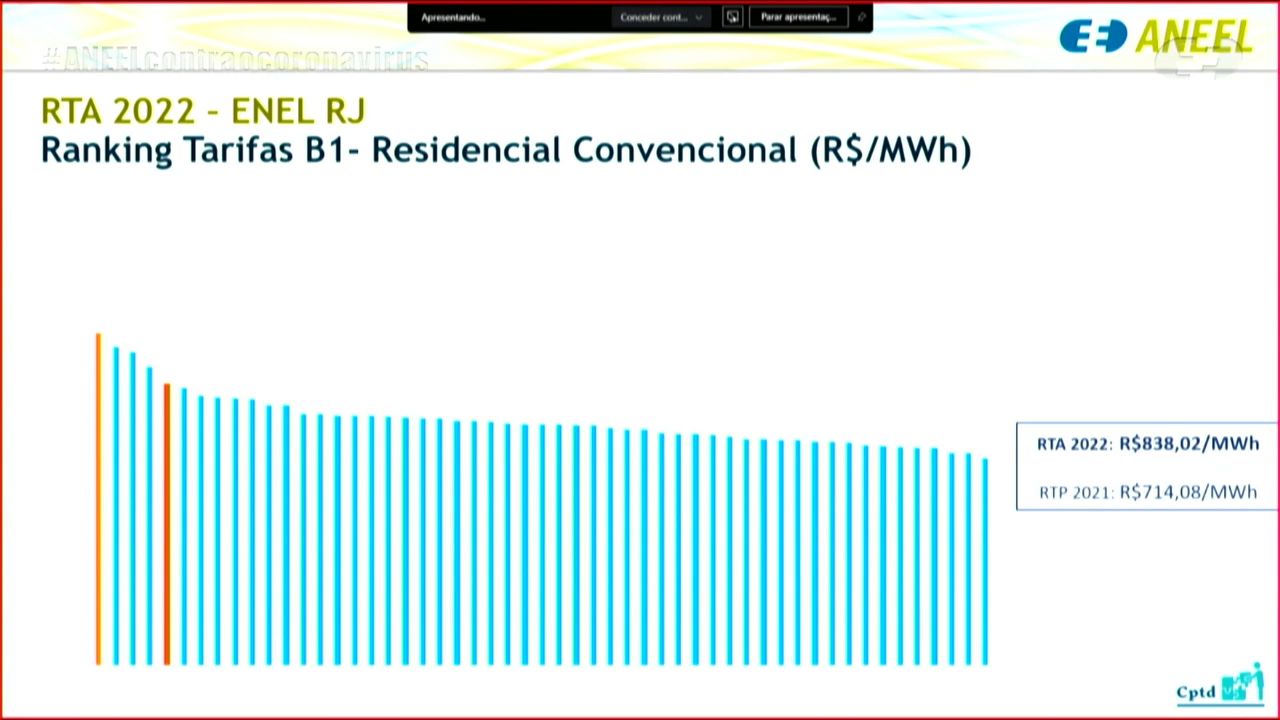 Apresentando...
Conceder cont...
Parar apresentaç...
ANEEL
#ANEELcontraocoronavirus
RTA 2022 – ENEL RJ
Ranking Tarifas B1- Residencial Convencional (R$/MWh)
RTA 2022: R$838,02/MWh
RTP 2021: R$714,08/MWh
Cptd